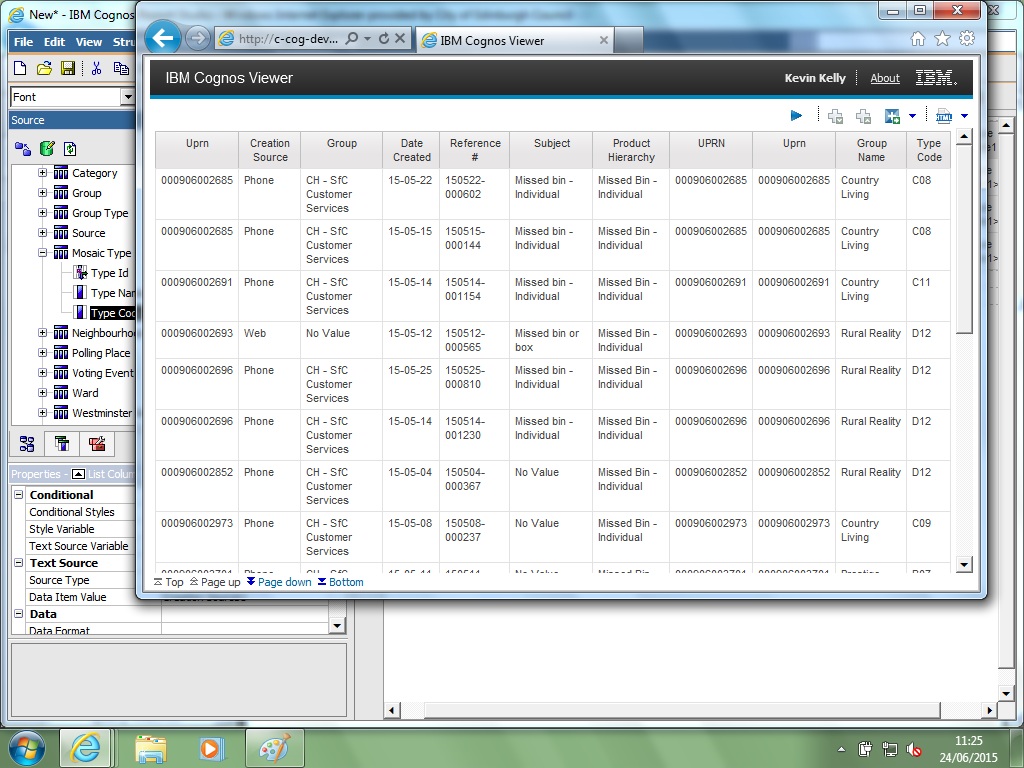 New* - IBM Cognos
File Edit View Stru
Font
Source
Category
Group
Group Type
Source
Mosaic Type
Type Id
Type Nar
Type Coc
Neighbourhoo
Polling Place
Voting Event
Ward
Westminster
Properties - List Colum
Conditional
Conditional Styles
Style Variable
Text Source Variable
Text Source
Source Type
Data Item Value
Data
Data Format
http://c-cog-dev...
IBM Cognos Viewer
IBM Cognos Viewer
Kevin Kelly About IBM.
HTML
Uprn Creation Source Group Date Created Reference # Subject Product Hierarchy UPRN Uprn Group Name Type Code
000906002685 Phone CH - SfC Customer Services 15-05-22 150522-000602 Missed bin - Individual Missed Bin - Individual 000906002685 000906002685 Country Living C08
000906002685 Phone CH - SfC Customer Services 15-05-15 150515-000144 Missed bin - Individual Missed Bin - Individual 000906002685 000906002685 Country Living C08
000906002691 Phone CH - SfC Customer Services 15-05-14 150514-001154 Missed bin - Individual Missed Bin - Individual 000906002691 000906002691 Country Living C11
000906002693 Web No Value 15-05-12 150512-000565 Missed bin or box Missed Bin - Individual 000906002693 000906002693 Rural Reality D12
000906002696 Phone CH - SfC Customer Services 15-05-25 150525-000810 Missed bin - Individual Missed Bin - Individual 000906002696 000906002696 Rural Reality D12
000906002696 Phone CH - SfC Customer Services 15-05-14 150514-001230 Missed bin - Individual Missed Bin - Individual 000906002696 000906002696 Rural Reality D12
000906002852 Phone CH - SfC Customer Services 15-05-04 150504-000367 No Value Missed Bin - Individual 000906002852 000906002852 Rural Reality D12
000906002973 Phone CH - SfC Customer Services 15-05-08 150508-000237 No Value Missed Bin - Individual 000906002973 000906002973 Country Living C09
Top Page up Page down Bottom
11:25
24/06/2015